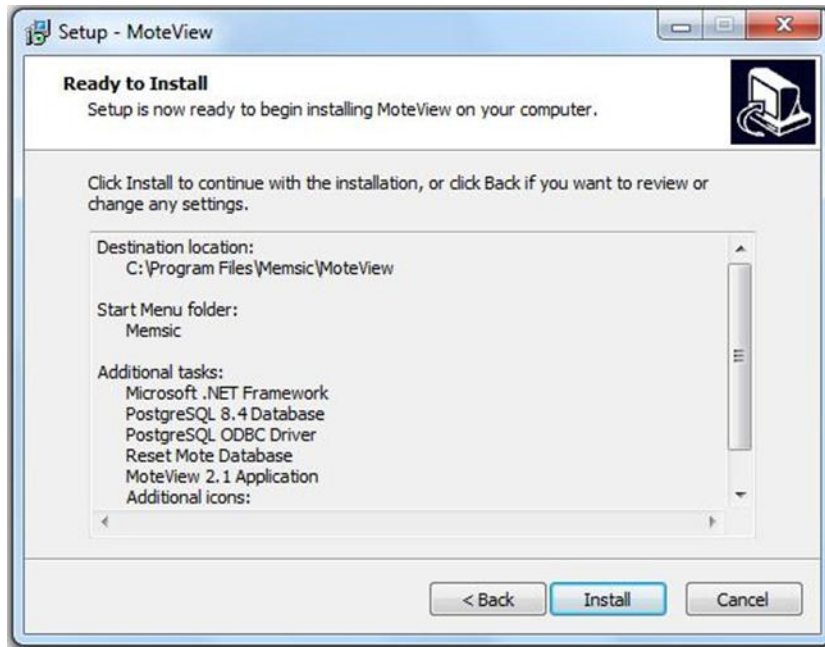 Setup - MoteView
Ready to Install
Setup is now ready to begin installing MoteView on your computer.
Click Install to continue with the installation, or click Back if you want to review or
change any settings.
Destination location:
C:\Program Files\Memsic\MoteView
Start Menu folder:
Memsic
Additional tasks:
Microsoft .NET Framework
PostgreSQL 8.4 Database
PostgreSQL ODBC Driver
Reset Mote Database
MoteView 2.1 Application
Additional icons:
< Back
Install
Cancel